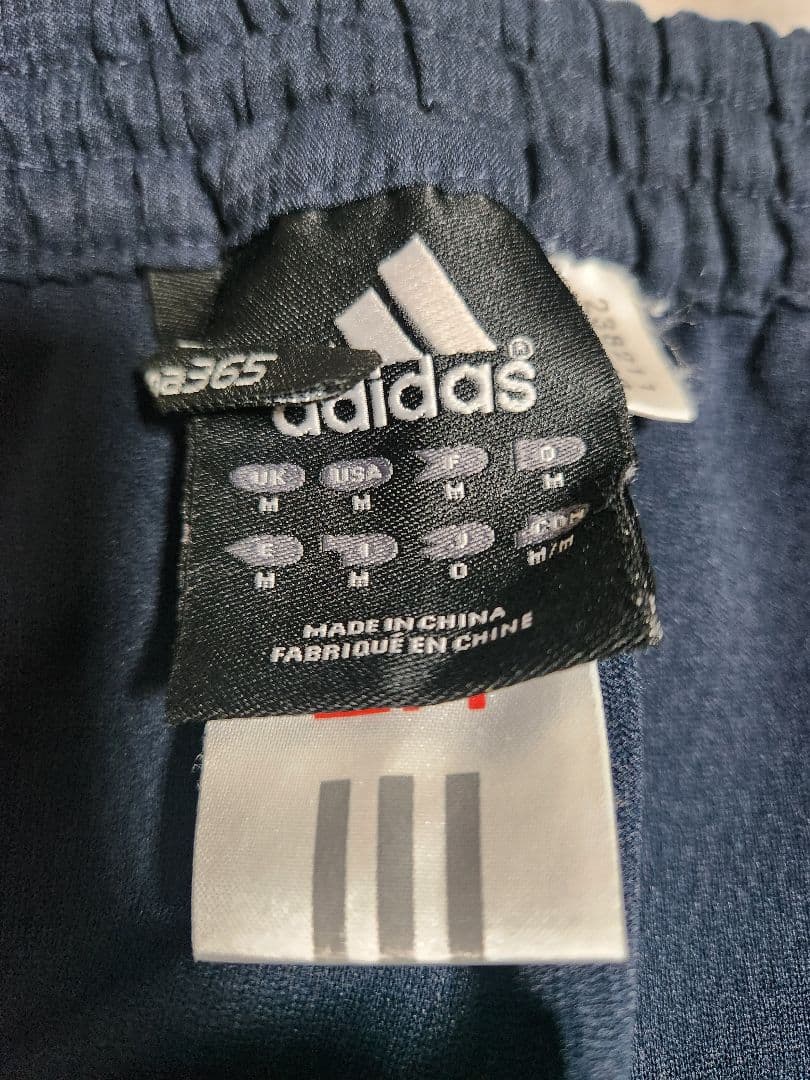 a365
adidas®
UK USA F D
M M M M
E I J CDN
M M O M/M
MADE IN CHINA
FABRIQUÉ EN CHINE